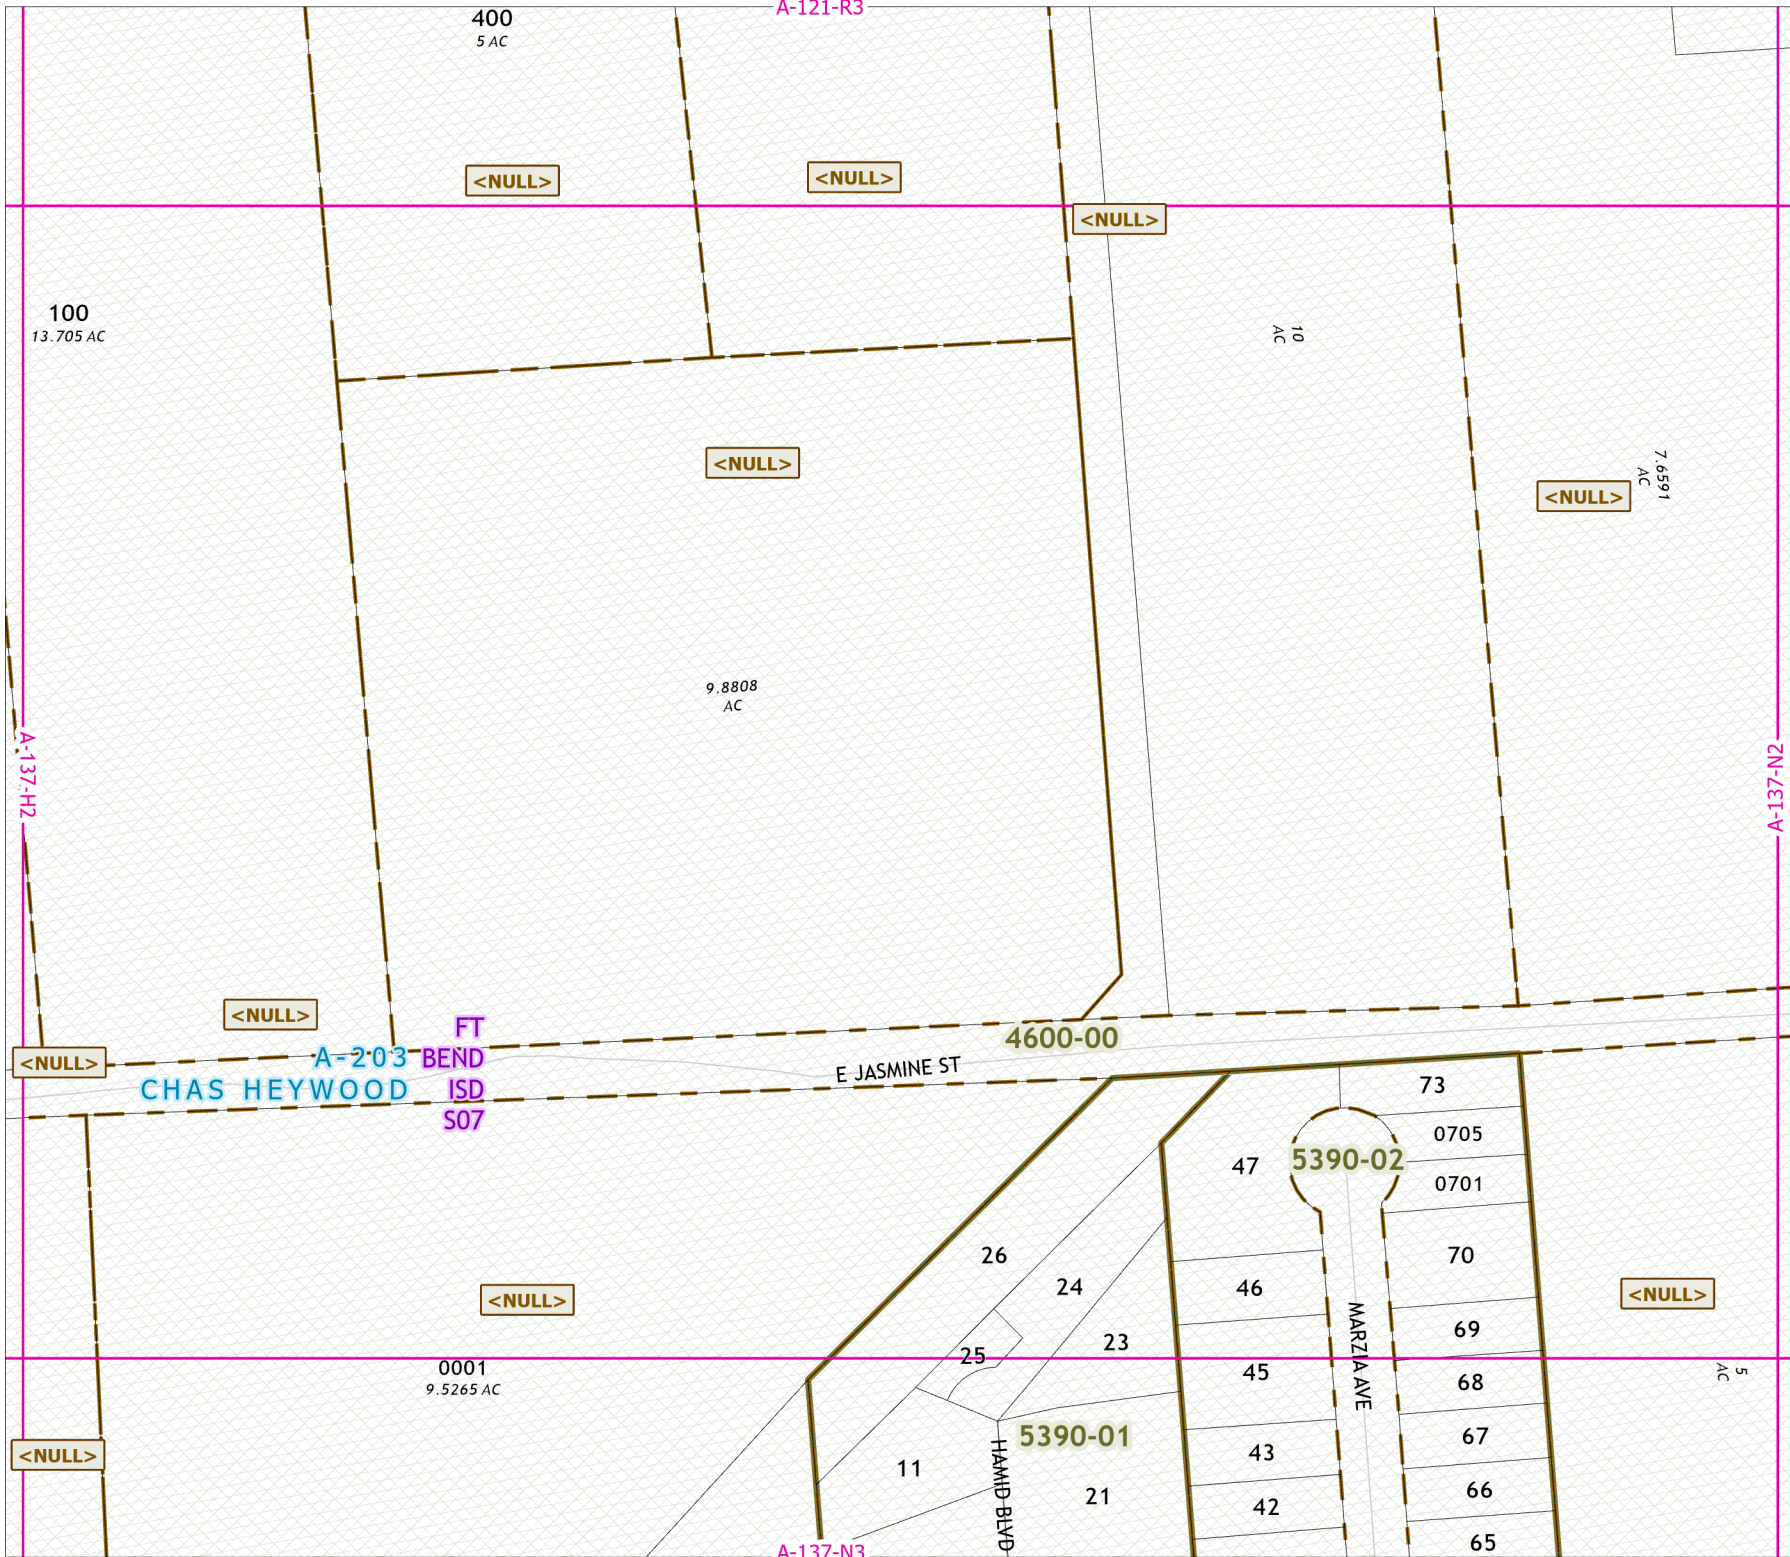 A-121-R3
400
5 AC
<NULL>
<NULL>
<NULL>
100
13.705 AC
10
AC
<NULL>
7.6591
AC
<NULL>
9.8808
AC
A-137-H2
A-137-N2
<NULL>
<NULL>
A-203
CHAS HEYWOOD
FT
BEND
ISD
S07
4600-00
E JASMINE ST
73
0705
5390-02
47
0701
26
70
24
46
<NULL>
<NULL>
MARZIA AVE
69
23
25
45
68
0001
9.5265 AC
5
AC
5390-01
67
<NULL>
43
11
HAMID BLVD
66
21
42
65
A-137-N3